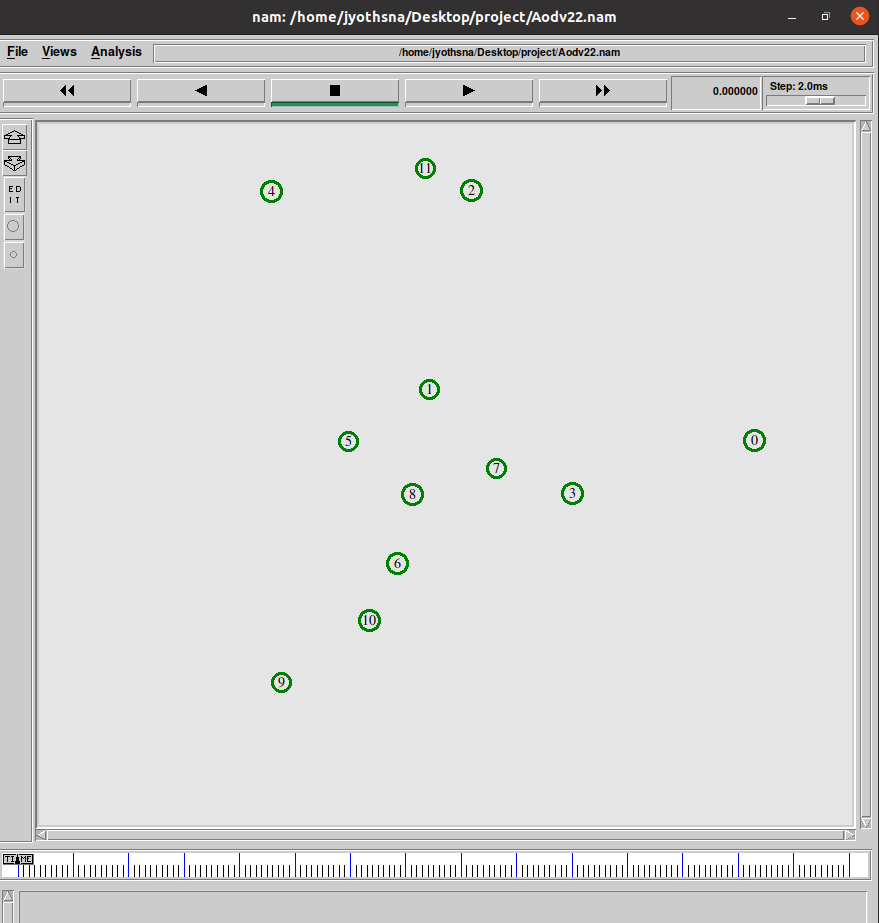 nam: /home/jyothsna/Desktop/project/Aodv22.nam
File Views Analysis /home/jyothsna/Desktop/project/Aodv22.nam
0.000000 Step: 2.0ms
E D
I T
11
4 2
1
5 0
7
8 3
6
10
9
TIME